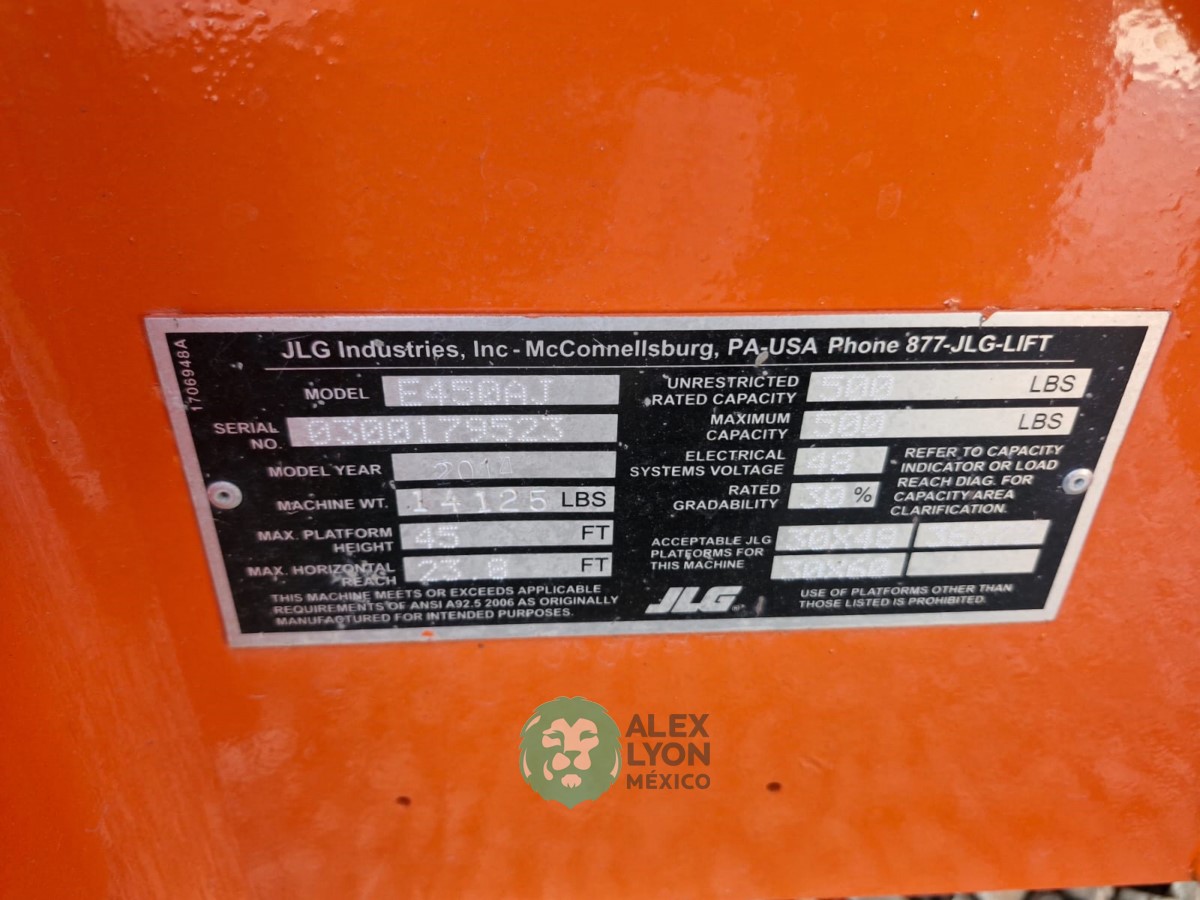 1706948A
JLG Industries, Inc - McConnellsburg, PA-USA Phone 877-JLG-LIFT
MODEL E450AJ
SERIAL NO. 0300179523
MODEL YEAR 2014
MACHINE WT. 14125 LBS
MAX. PLATFORM HEIGHT 45 FT
MAX. HORIZONTAL REACH 23.8 FT
THIS MACHINE MEETS OR EXCEEDS APPLICABLE
REQUIREMENTS OF ANSI A92.5 2006 AS ORIGINALLY
MANUFACTURED FOR INTENDED PURPOSES.
UNRESTRICTED RATED CAPACITY 500 LBS
MAXIMUM CAPACITY 500 LBS
ELECTRICAL SYSTEMS VOLTAGE 48
RATED GRADABILITY 30 %
REFER TO CAPACITY
INDICATOR OR LOAD
REACH DIAG. FOR
CAPACITY AREA
CLARIFICATION.
ACCEPTABLE JLG
PLATFORMS FOR
THIS MACHINE
30X48
30X60
JLG
USE OF PLATFORMS OTHER THAN
THOSE LISTED IS PROHIBITED.
ALEX
LYON
MÉXICO